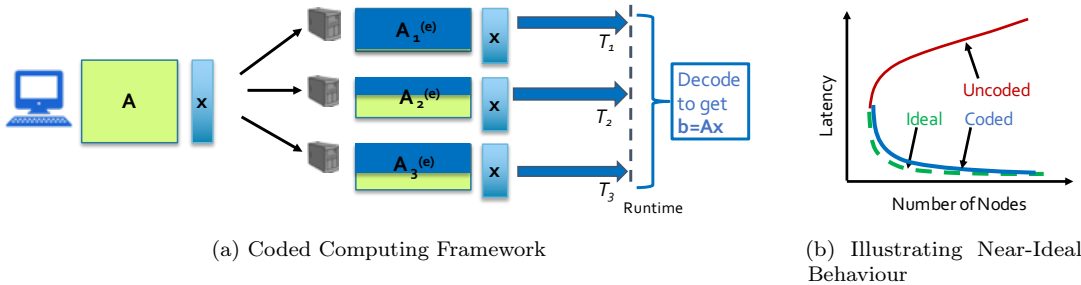 A
x
A₁⁽ᵉ⁾
x
T₁
A₂⁽ᵉ⁾
x
T₂
A₃⁽ᵉ⁾
x
T₃
Runtime
Decode
to get
b=Ax
(a) Coded Computing Framework
Latency
Uncoded
Ideal
Coded
Number of Nodes
(b) Illustrating Near-Ideal
Behaviour